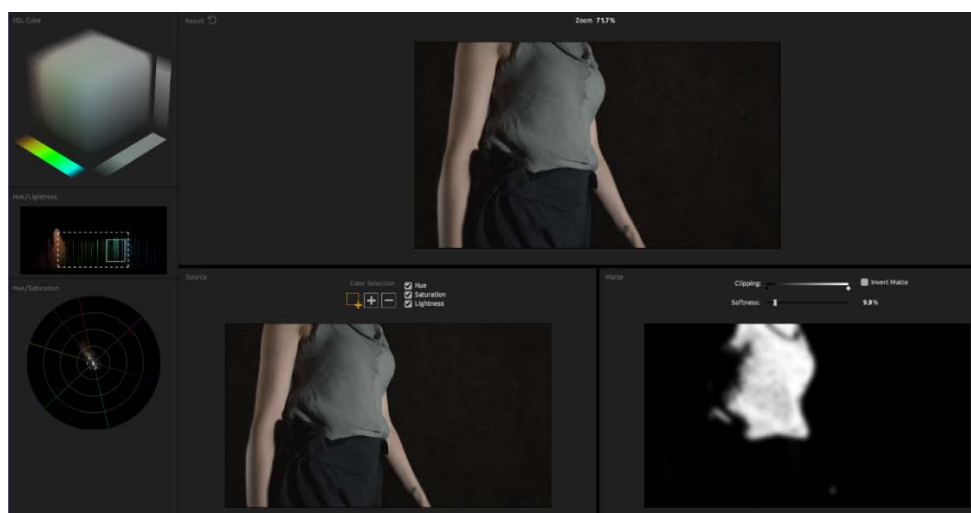 HSL Cube
Result
Zoom 71.7%
Hue/Lightness
Hue/Saturation
Source
Color Selection
Hue
Saturation
Lightness
Matte
Clipping:
Invert Matte
Softness:
9.9%